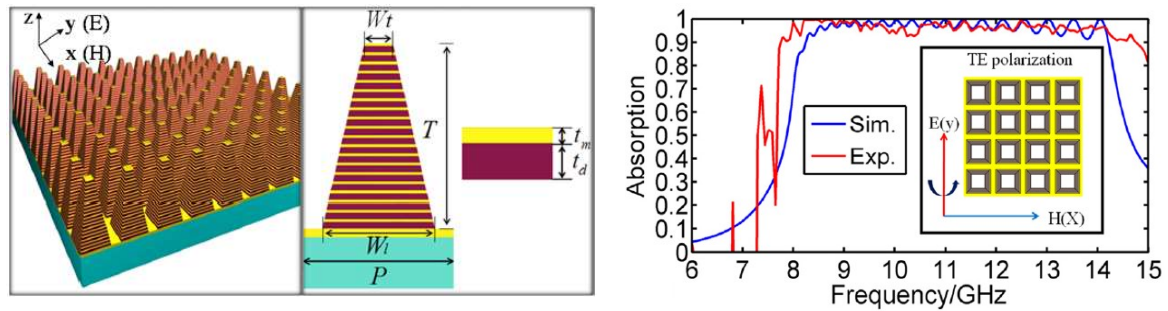 z
y (E)
x (H)
Wt
T
Wl
P
tm
td
Absorption
1
0.9
0.8
0.7
0.6
0.5
0.4
0.3
0.2
0.1
0
6 7 8 9 10 11 12 13 14 15
Frequency/GHz
Sim.
Exp.
TE polarization
E(y)
H(X)